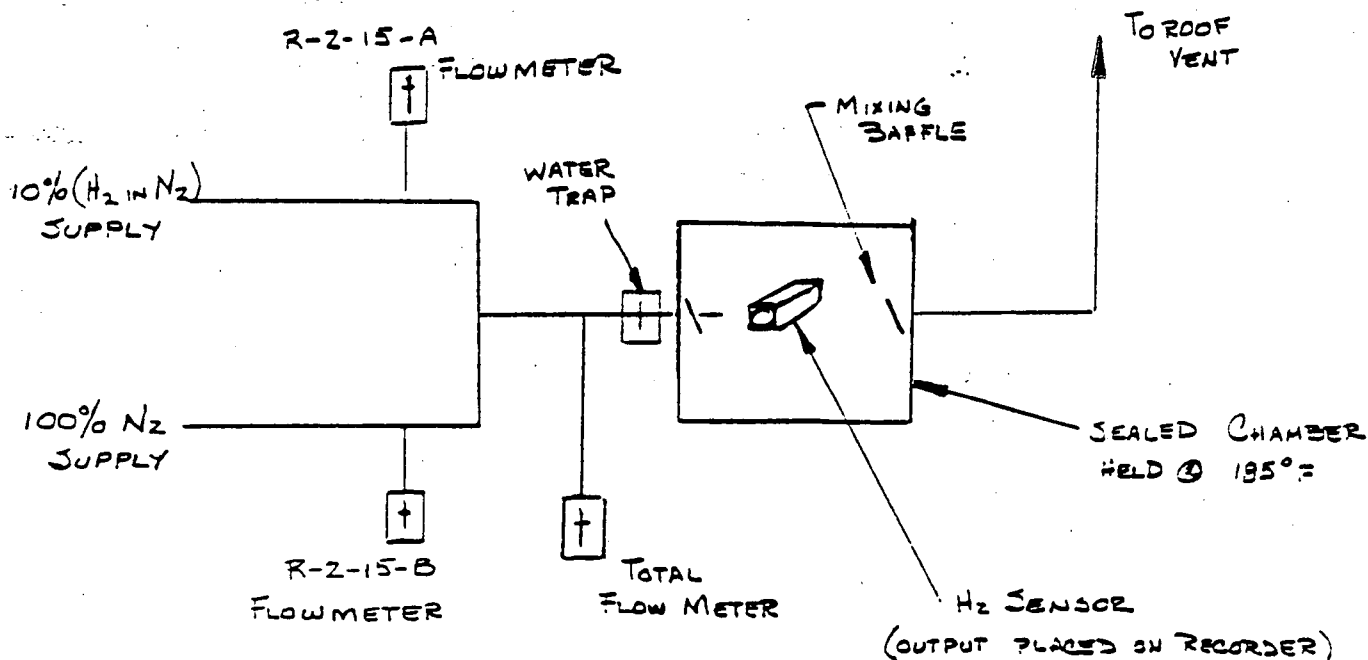 R-2-15-A
FLOWMETER
TO ROOF
VENT
MIXING
BAFFLE
WATER
TRAP
10% (H2 IN N2)
SUPPLY
100% N2
SUPPLY
SEALED CHAMBER
HELD @ 185°F
R-2-15-B
FLOWMETER
TOTAL
FLOW METER
H2 SENSOR
(OUTPUT PLACED ON RECORDER)